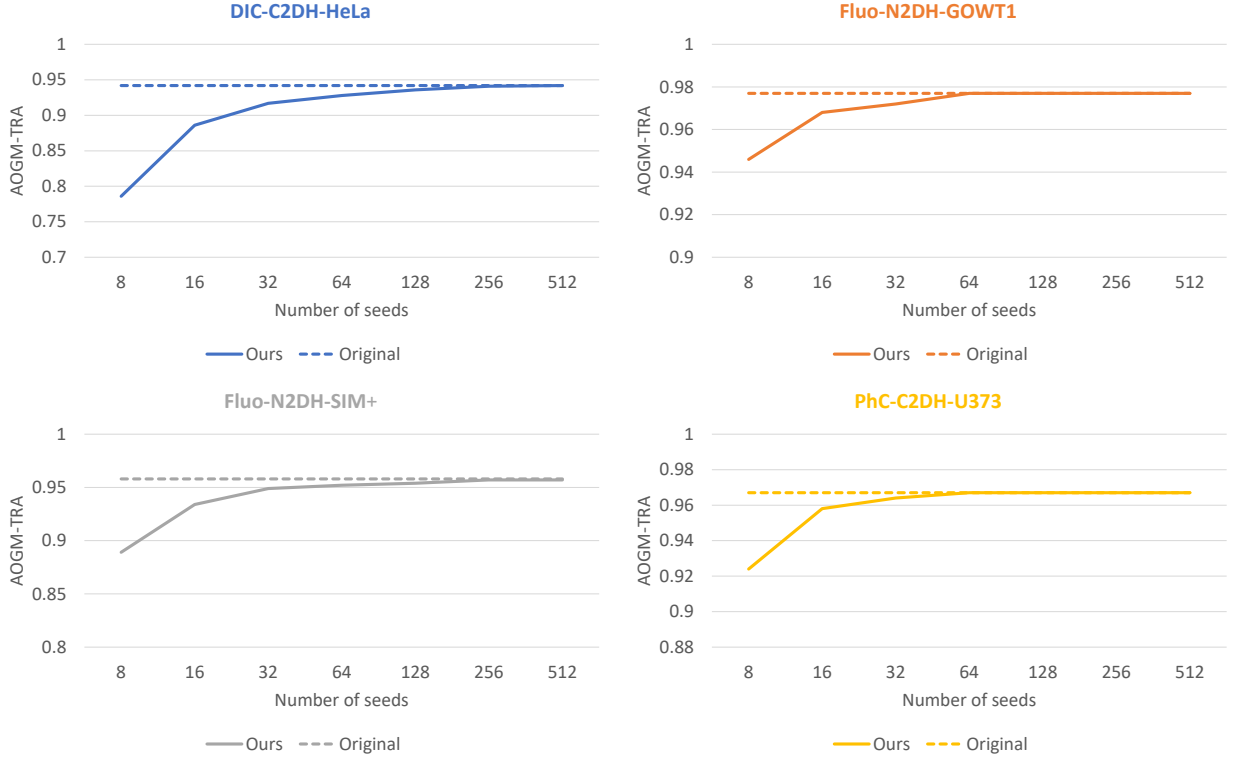 DIC-C2DH-HeLa
AOGM-TRA
1
0.95
0.9
0.85
0.8
0.75
0.7
8 16 32 64 128 256 512
Number of seeds
Ours Original
Fluo-N2DH-GOWT1
AOGM-TRA
1
0.98
0.96
0.94
0.92
0.9
8 16 32 64 128 256 512
Number of seeds
Ours Original
Fluo-N2DH-SIM+
AOGM-TRA
1
0.95
0.9
0.85
0.8
8 16 32 64 128 256 512
Number of seeds
Ours Original
PhC-C2DH-U373
AOGM-TRA
1
0.98
0.96
0.94
0.92
0.9
0.88
8 16 32 64 128 256 512
Number of seeds
Ours Original